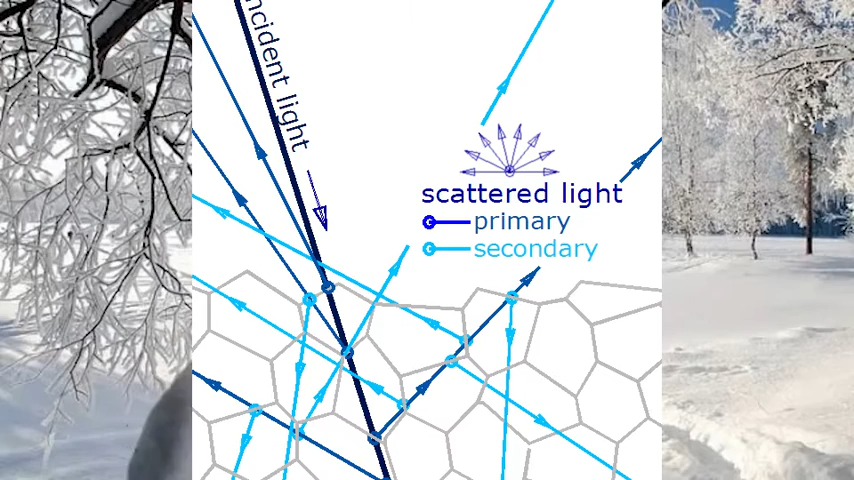 ncident light
scattered light
primary
secondary